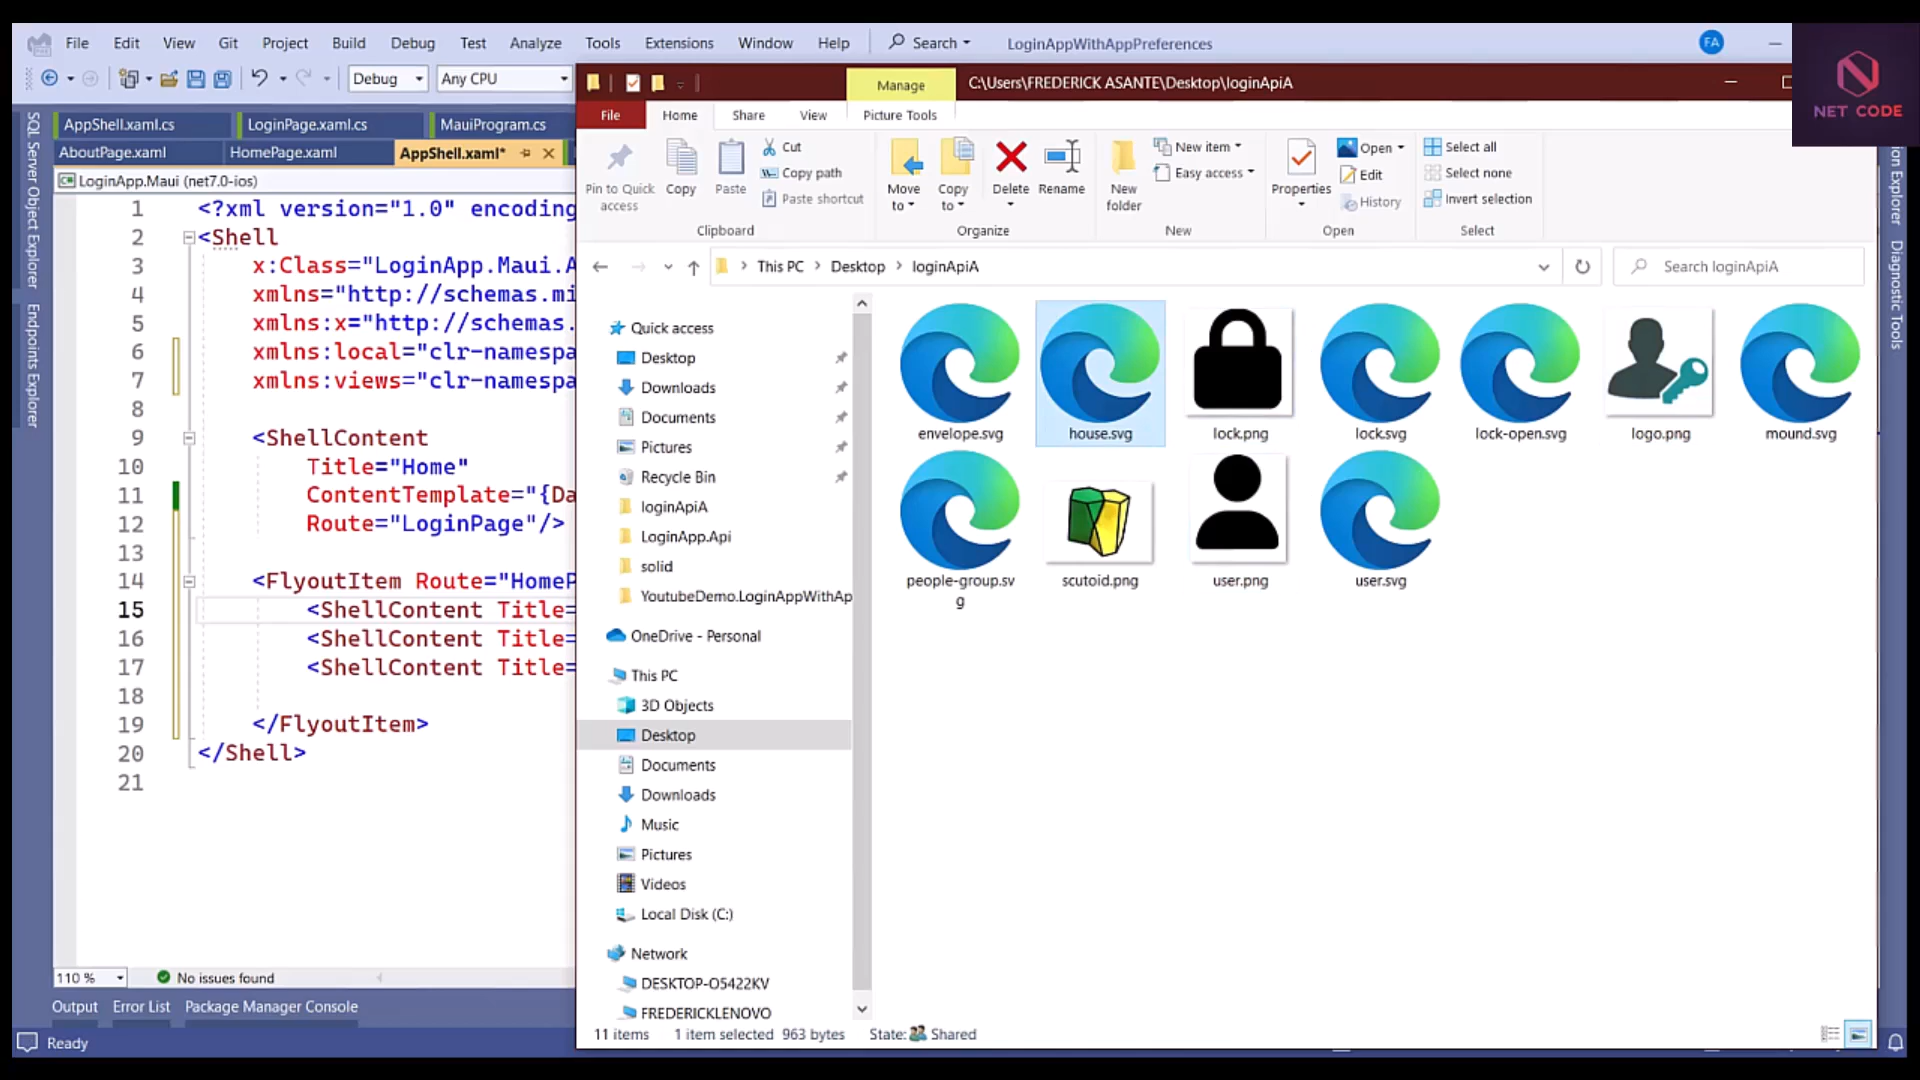 File Edit View Git Project Build Debug Test Analyze Tools Extensions Window Help Search LoginAppWithAppPreferences FA
NET CODE
Debug Any CPU
Manage C:\Users\FREDERICK ASANTE\Desktop\loginApiA
File Home Share View Picture Tools
AppShell.xaml.cs LoginPage.xaml.cs MauiProgram.cs
AboutPage.xaml HomePage.xaml AppShell.xaml*
LoginApp.Maui (net7.0-ios)
SQL Server Object Explorer
Endpoints Explorer
Pin to Quick access
Copy
Paste
Cut
Copy path
Paste shortcut
Clipboard
Move to
Copy to
Delete
Rename
Organize
New folder
New item
Easy access
New
Properties
Open
Edit
History
Open
Select all
Select none
Invert selection
Select
This PC > Desktop > loginApiA
Search loginApiA
1 <?xml version="1.0" encoding
2 <Shell
3 x:Class="LoginApp.Maui.A
4 xmlns="http://schemas.mi
5 xmlns:x="http://schemas.
6 xmlns:local="clr-namespa
7 xmlns:views="clr-namespa
8
9 <ShellContent
10 Title="Home"
11 ContentTemplate="{Da
12 Route="LoginPage"/>
13
14 <FlyoutItem Route="HomeP
15 <ShellContent Title=
16 <ShellContent Title=
17 <ShellContent Title=
18
19 </FlyoutItem>
20 </Shell>
21
Quick access
Desktop
Downloads
Documents
Pictures
Recycle Bin
loginApiA
LoginApp.Api
solid
YoutubeDemo.LoginAppWithAp
OneDrive - Personal
This PC
3D Objects
Desktop
Documents
Downloads
Music
Pictures
Videos
Local Disk (C:)
Network
DESKTOP-O5422KV
FREDERICKLENOVO
envelope.svg house.svg lock.png lock.svg lock-open.svg logo.png mound.svg
people-group.sv
g
scutoid.png user.png user.svg
ion Explorer
Diagnostic Tools
110 % No issues found
Output Error List Package Manager Console
11 items 1 item selected 963 bytes State: Shared
Ready